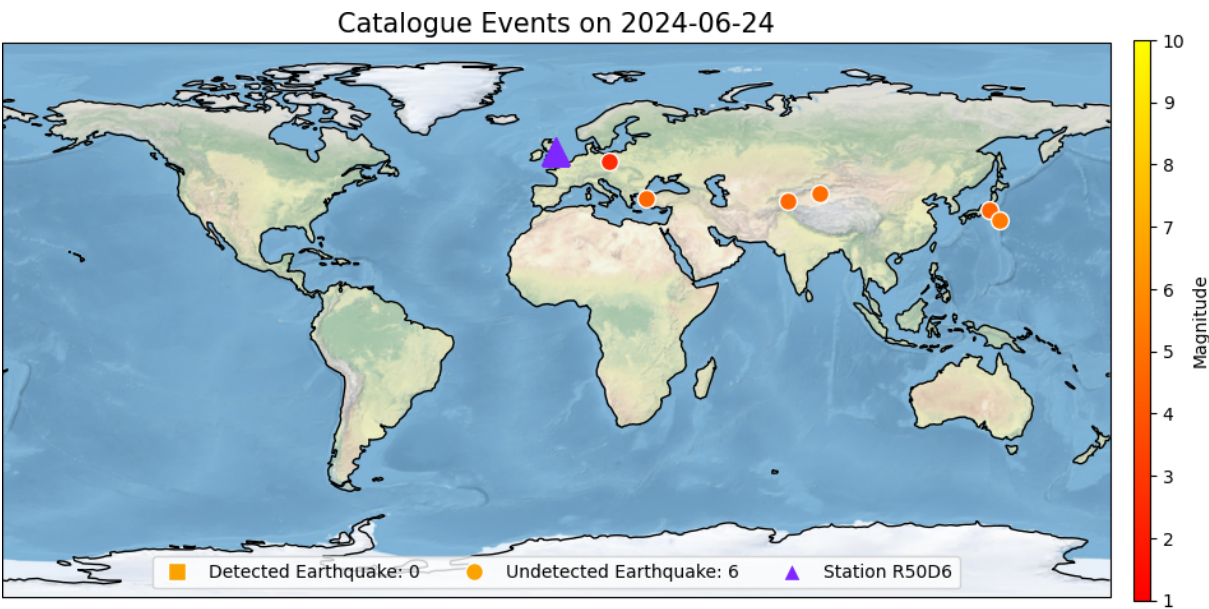 Catalogue Events on 2024-06-24
10
9
8
7
6
5
4
3
2
1
Magnitude
Detected Earthquake: 0
Undetected Earthquake: 6
Station R50D6